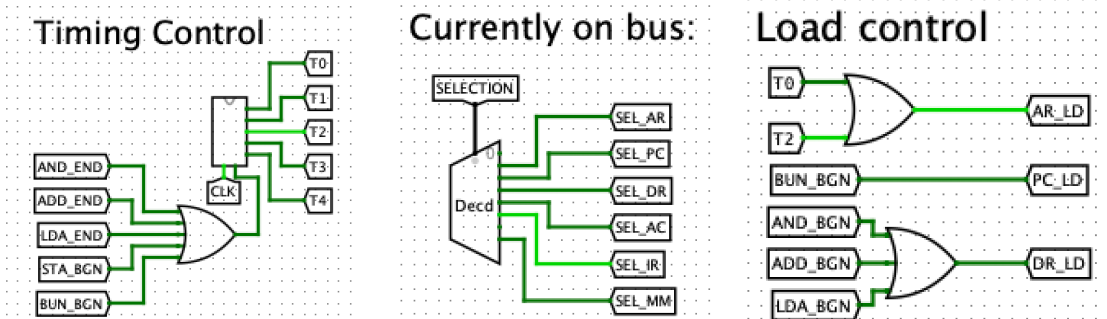 Timing Control
T0
T1
T2
T3
T4
CLK
AND_END
ADD_END
LDA_END
STA_BGN
BUN_BGN
Currently on bus:
SELECTION
0
Decd
SEL_AR
SEL_PC
SEL_DR
SEL_AC
SEL_IR
SEL_MM
Load control
T0
T2
AR_LD
BUN_BGN
PC_LD
AND_BGN
ADD_BGN
LDA_BGN
DR_LD